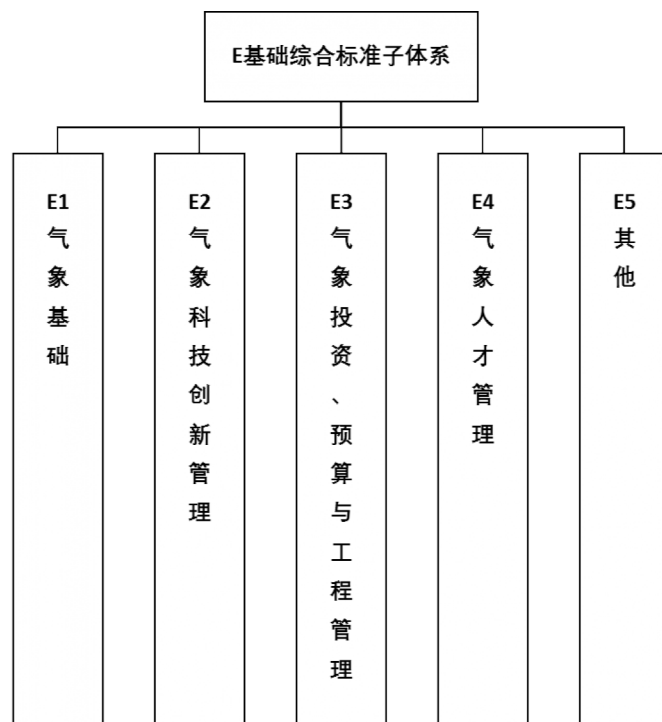 E基础综合标准子体系
E1
气象基础
E2
气象科技创新管理
E3
气象投资、预算与工程管理
E4
气象人才管理
E5
其他